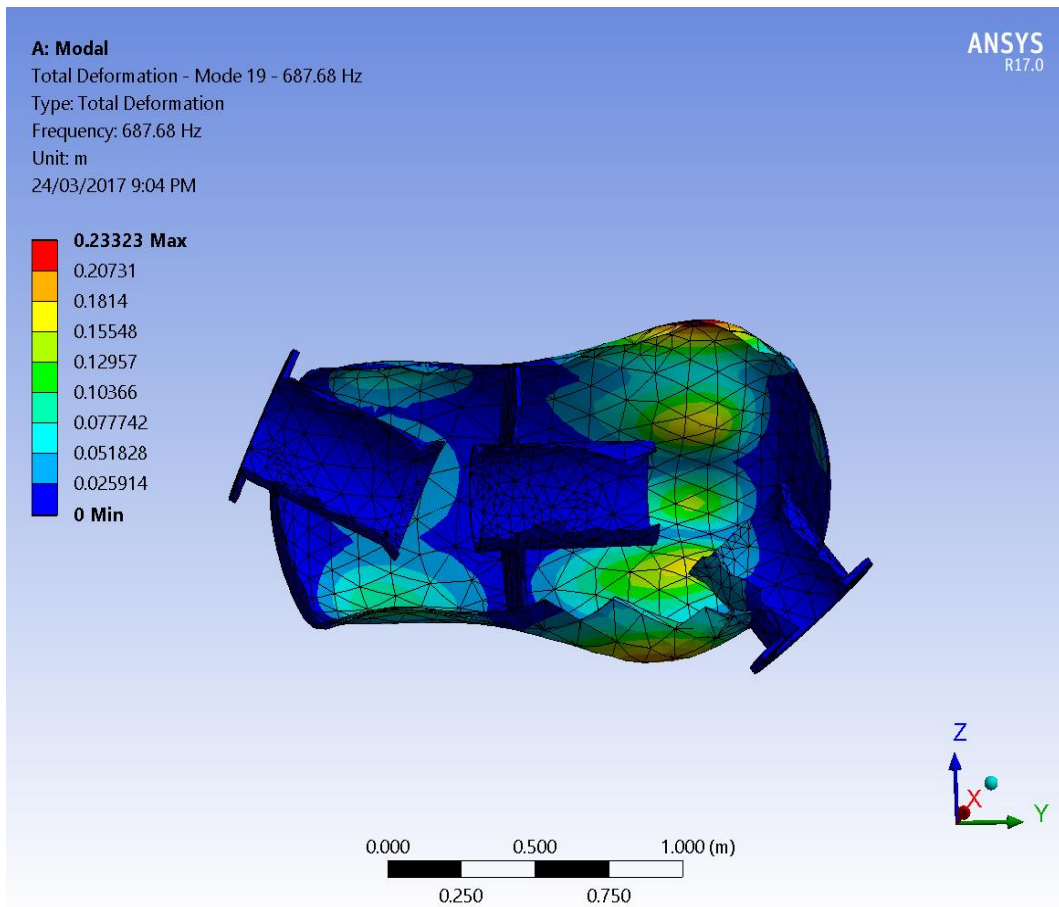 A: Modal
Total Deformation - Mode 19 - 687.68 Hz
Type: Total Deformation
Frequency: 687.68 Hz
Unit: m
24/03/2017 9:04 PM
ANSYS
R17.0
0.23323 Max
0.20731
0.1814
0.15548
0.12957
0.10366
0.077742
0.051828
0.025914
0 Min
Z
X
Y
0.000 0.500 1.000 (m)
0.250 0.750